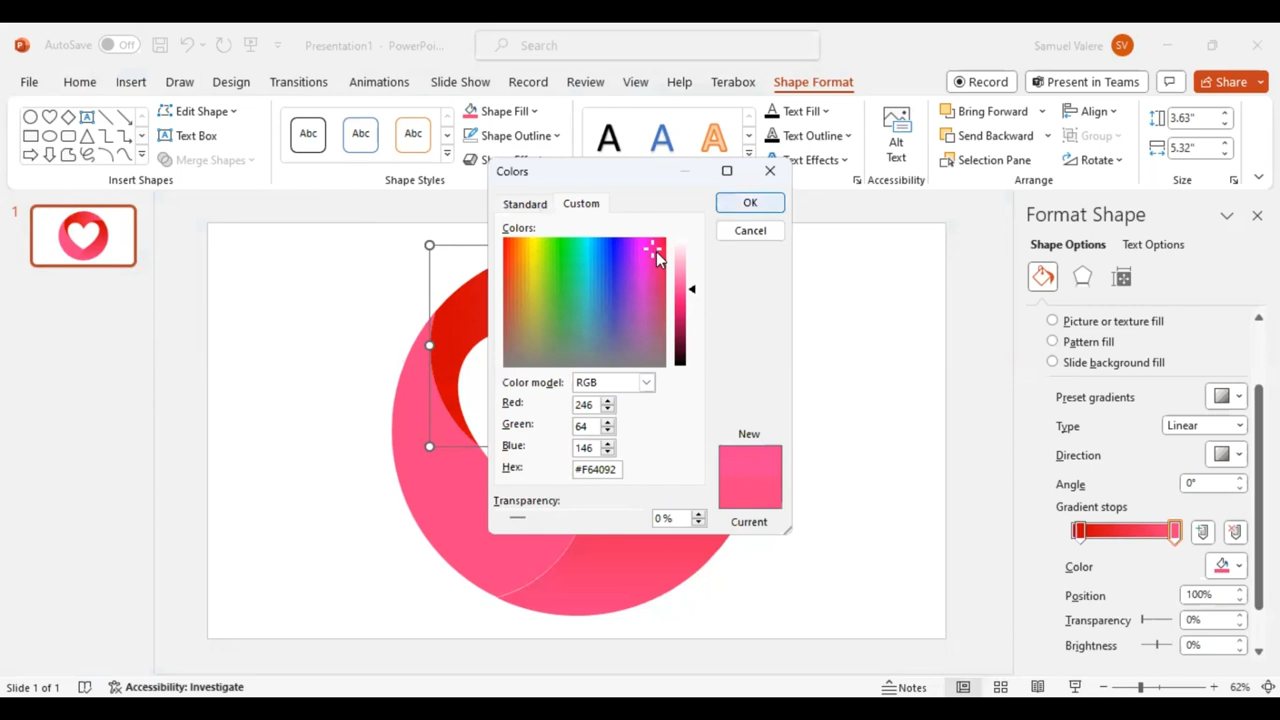 AutoSave Off Presentation1 - PowerPoi... Search Samuel Valere SV
File Home Insert Draw Design Transitions Animations Slide Show Record Review View Help Terabox Shape Format Record Present in Teams Share
Edit Shape Abc Abc Abc Shape Fill A A A Text Fill Alt Text Bring Forward Align 3.63"
Text Box Shape Outline Text Outline Send Backward Group 5.32"
Merge Shapes Text Effects Selection Pane Rotate
Insert Shapes Shape Styles Accessibility Arrange Size
Colors
Standard Custom OK
Colors: Cancel
Color model: RGB
Red: 246
Green: 64
Blue: 146
Hex: #F64092
New
Current
Transparency:
0 %
1
Format Shape
Shape Options Text Options
Picture or texture fill
Pattern fill
Slide background fill
Preset gradients
Type Linear
Direction
Angle 0°
Gradient stops
Color
Position 100%
Transparency 0%
Brightness 0%
Slide 1 of 1 Accessibility: Investigate Notes 62%